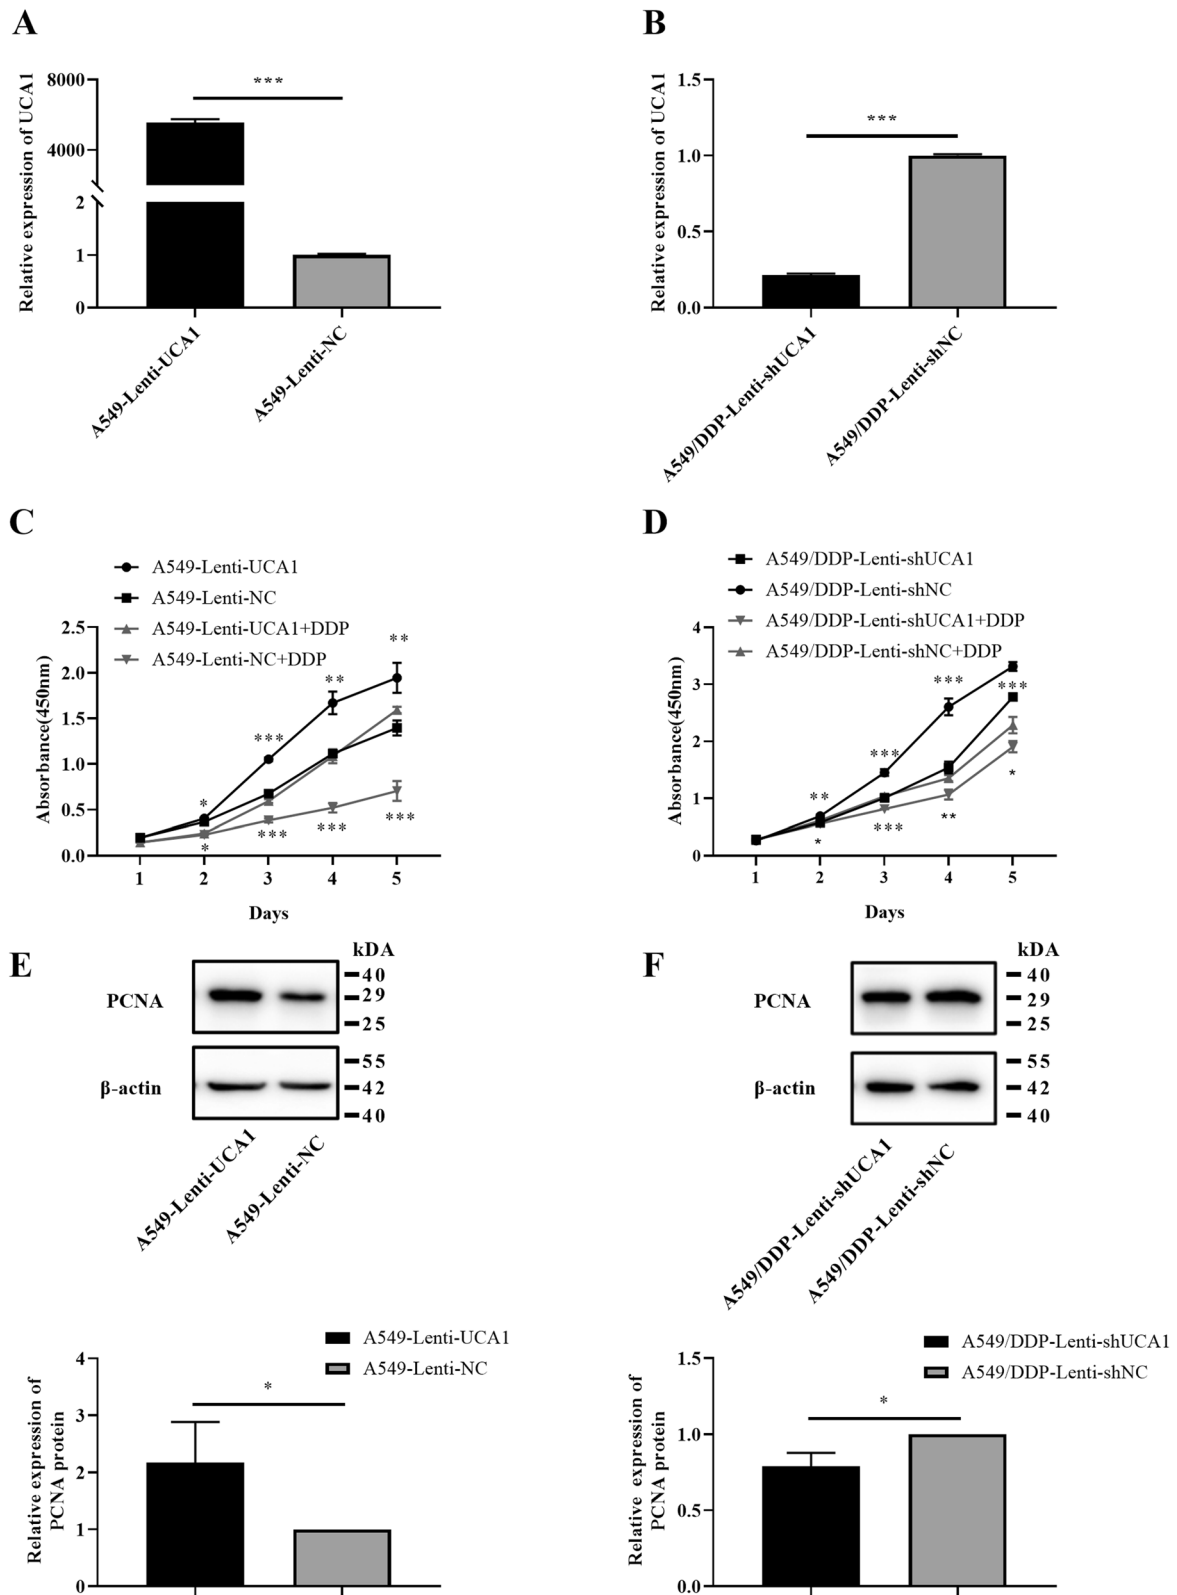 A
Relative expression of UCA1
8000
4000
2
1
0
***
A549-Lenti-UCA1
A549-Lenti-NC
B
Relative expression of UCA1
1.5
1.0
0.5
0.0
***
A549/DDP-Lenti-shUCA1
A549/DDP-Lenti-shNC
C
A549-Lenti-UCA1
A549-Lenti-NC
A549-Lenti-UCA1+DDP
A549-Lenti-NC+DDP
Absorbance(450nm)
2.5
2.0
1.5
1.0
0.5
0.0
*
***
**
**
*
***
***
***
1 2 3 4 5
Days
D
A549/DDP-Lenti-shUCA1
A549/DDP-Lenti-shNC
A549/DDP-Lenti-shUCA1+DDP
A549/DDP-Lenti-shNC+DDP
Absorbance(450nm)
4
3
2
1
0
**
***
***
***
*
***
**
*
1 2 3 4 5
Days
E
kDA
PCNA
40
29
25
β-actin
55
42
40
A549-Lenti-UCA1
A549-Lenti-NC
A549-Lenti-UCA1
A549-Lenti-NC
Relative expression of
PCNA protein
4
3
2
1
0
*
F
kDA
PCNA
40
29
25
β-actin
55
42
40
A549/DDP-Lenti-shUCA1
A549/DDP-Lenti-shNC
A549/DDP-Lenti-shUCA1
A549/DDP-Lenti-shNC
Relative expression of
PCNA protein
1.5
1.0
0.5
0.0
*